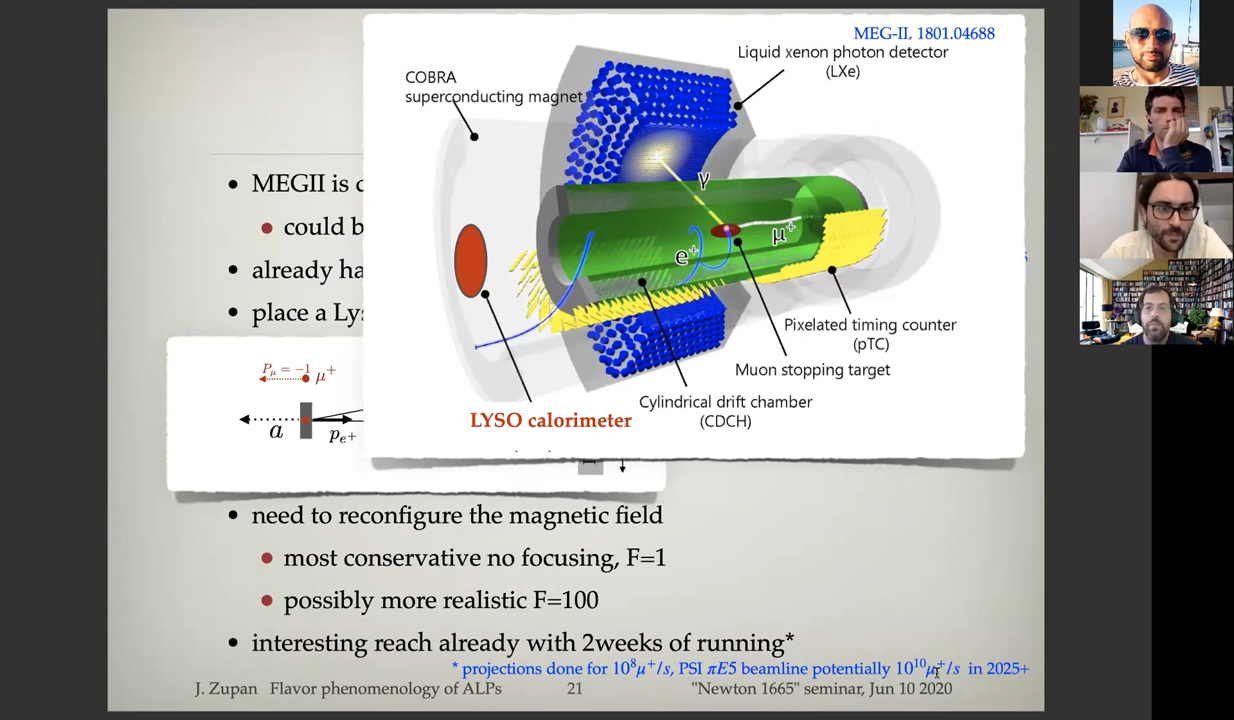 MEG-II, 1801.04688
Liquid xenon photon detector
(LXe)
COBRA
superconducting magnet
• MEGII is
• could b
• already ha
• place a Lys
γ
μ⁺
e⁺
Pixelated timing counter
(pTC)
Muon stopping target
Cylindrical drift chamber
(CDCH)
LYSO calorimeter
Pμ = −1 μ⁺
a pe⁺
• need to reconfigure the magnetic field
• most conservative no focusing, F=1
• possibly more realistic F=100
• interesting reach already with 2weeks of running*
* projections done for 10⁸μ⁺/s, PSI πE5 beamline potentially 10¹⁰μ⁺/s in 2025+
J. Zupan Flavor phenomenology of ALPs 21 "Newton 1665" seminar, Jun 10 2020